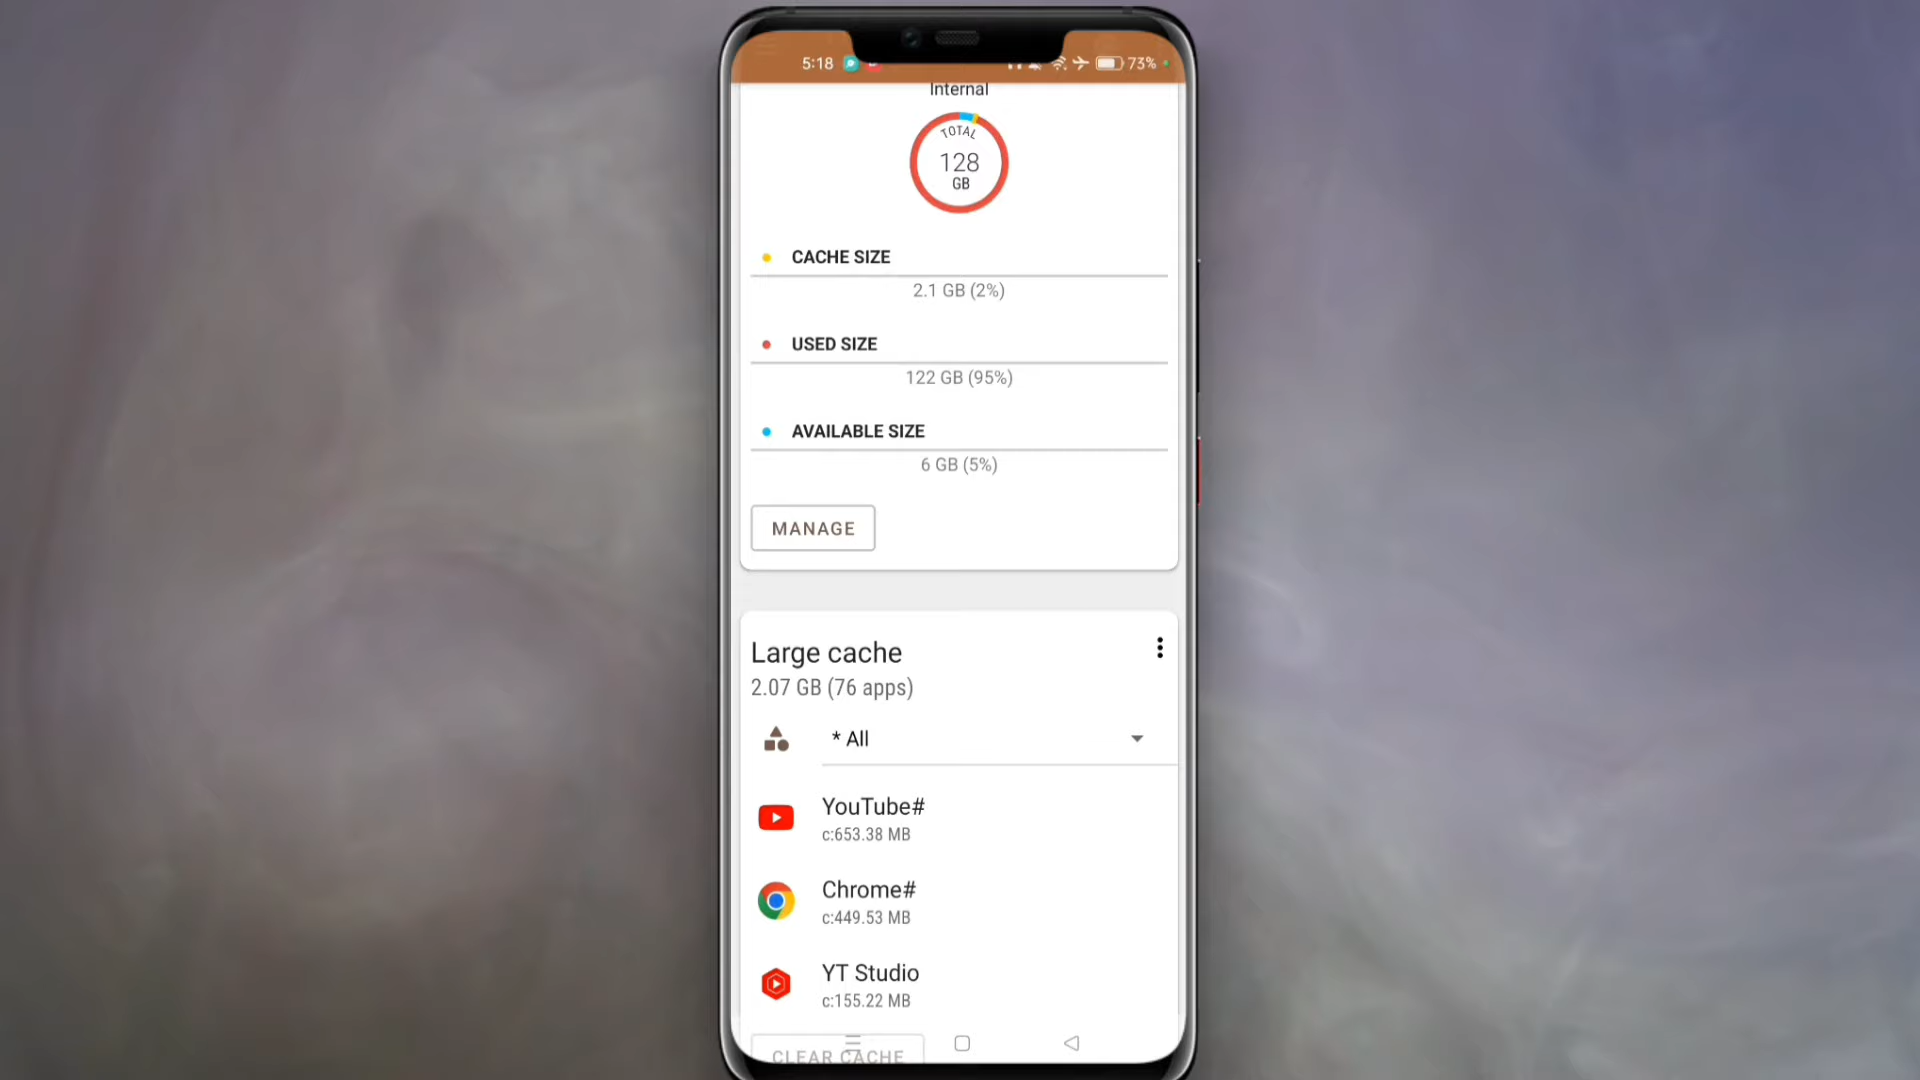 5:18
73%
Internal
TOTAL
128
GB
CACHE SIZE
2.1 GB (2%)
USED SIZE
122 GB (95%)
AVAILABLE SIZE
6 GB (5%)
MANAGE
Large cache
2.07 GB (76 apps)
* All
YouTube#
c:653.38 MB
Chrome#
c:449.53 MB
YT Studio
c:155.22 MB
CLEAR CACHE